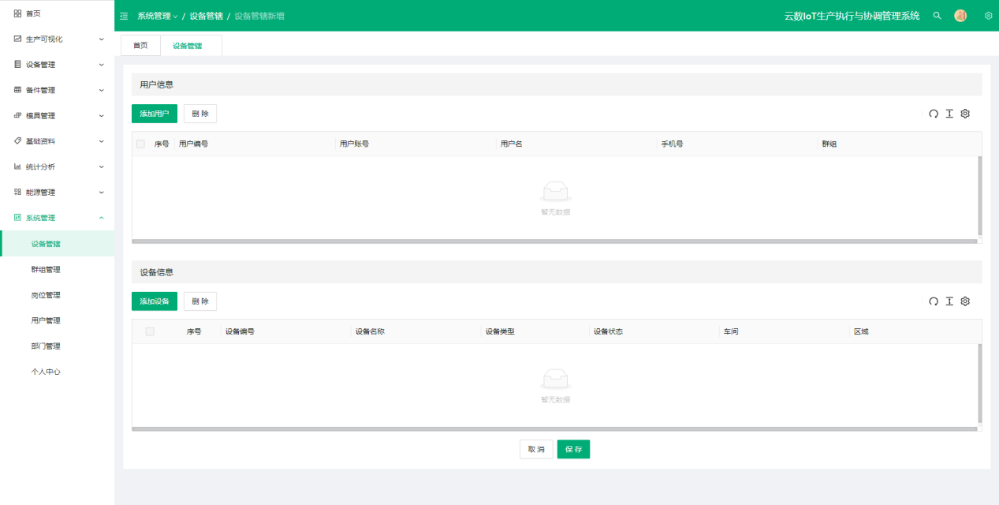 首页
生产可视化
设备管理
备件管理
模具管理
基础资料
统计分析
能源管理
系统管理
设备管辖
群组管理
岗位管理
用户管理
部门管理
个人中心
系统管理 / 设备管辖 / 设备管辖新增
云数IoT生产执行与协调管理系统
首页 设备管辖
用户信息
添加用户 删 除
序号 用户编号 用户账号 用户名 手机号 群组
暂无数据
设备信息
添加设备 删 除
序号 设备编号 设备名称 设备类型 设备状态 车间 区域
暂无数据
取 消 保 存